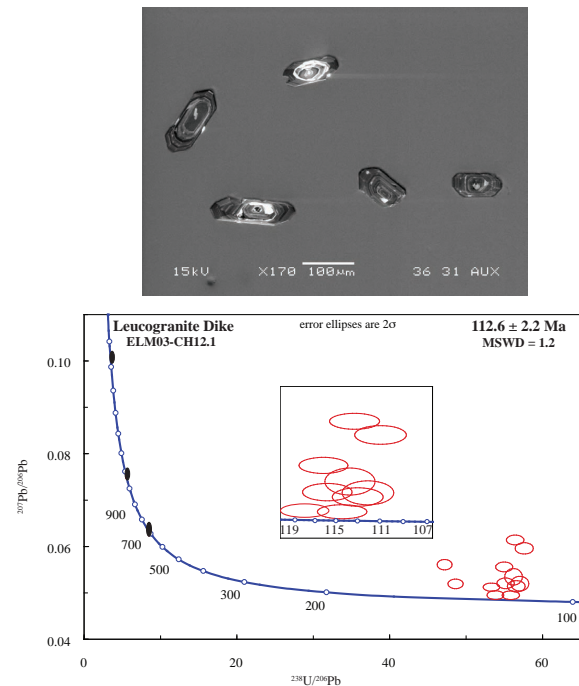 15kV X170 100µm 36 31 AUX
Leucogranite Dike
ELM03-CH12.1
error ellipses are 2σ
112.6 ± 2.2 Ma
MSWD = 1.2
0.10
0.08
0.06
0.04
²⁰⁷Pb/²⁰⁶Pb
900
700
500
300
200
100
119 115 111 107
0 20 40 60
²³⁸U/²⁰⁶Pb